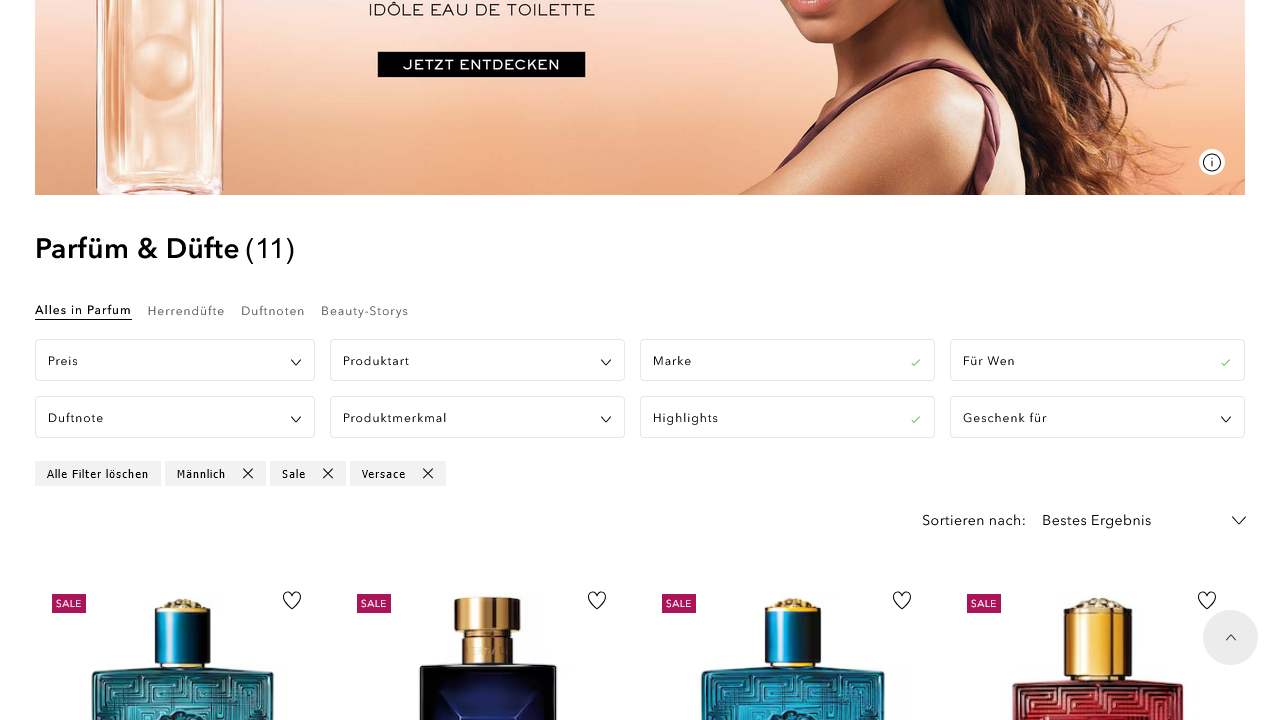 IDÔLE EAU DE TOILETTE
JETZT ENTDECKEN
Parfüm & Düfte (11)
Alles in Parfum Herrendüfte Duftnoten Beauty-Storys
Preis Produktart Marke Für Wen
Duftnote Produktmerkmal Highlights Geschenk für
Alle Filter löschen Männlich Sale Versace
Sortieren nach: Bestes Ergebnis
SALE SALE SALE SALE